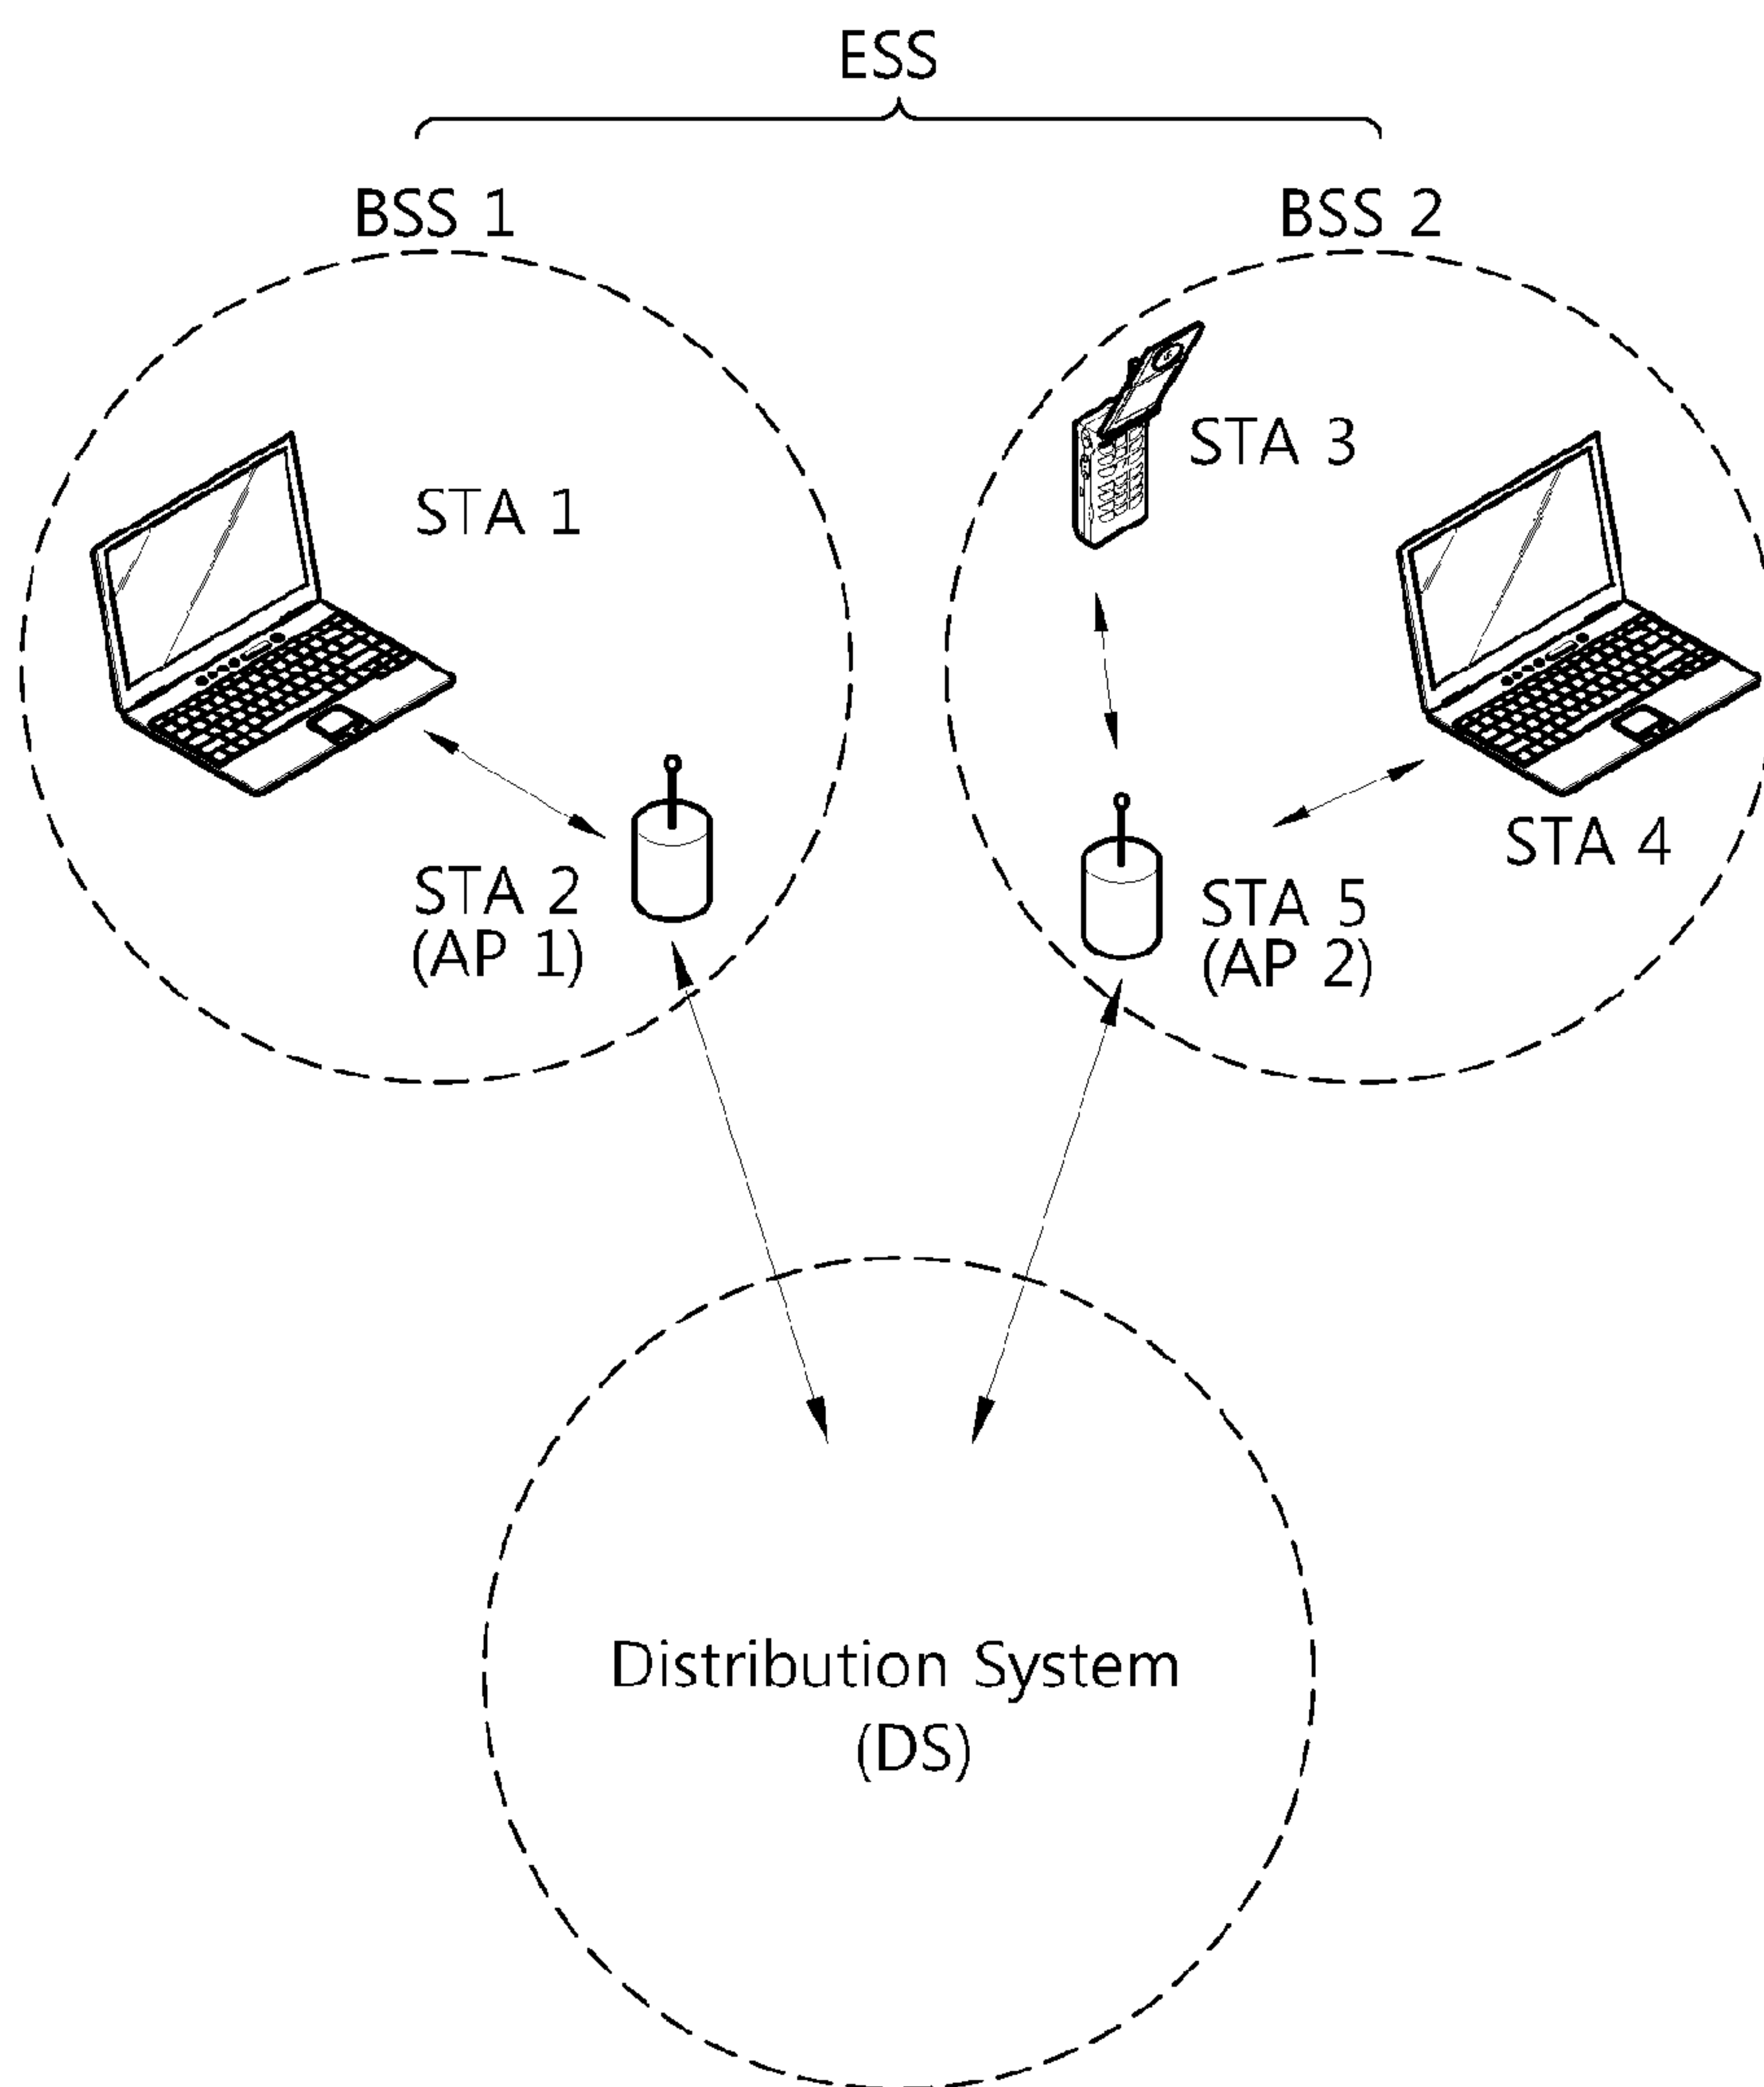 ESS
BSS 1
BSS 2
STA 3
STA 1
STA 4
STA 2
(AP 1)
STA 5
(AP 2)
Distribution System
(DS)